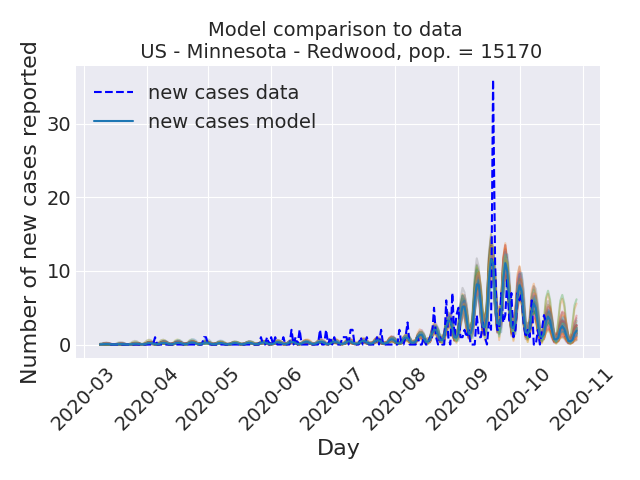 Model comparison to data
US - Minnesota - Redwood, pop. = 15170
new cases data
new cases model
Number of new cases reported
30
20
10
0
2020-03
2020-04
2020-05
2020-06
2020-07
2020-08
2020-09
2020-10
2020-11
Day